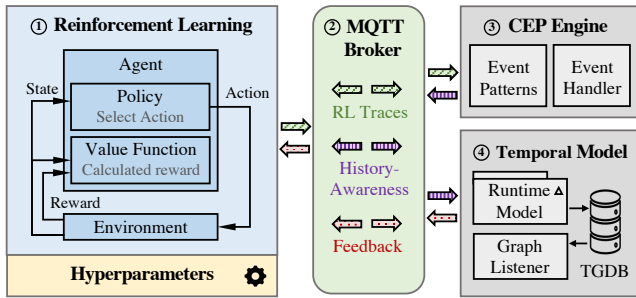 ① Reinforcement Learning
Agent
State
Policy
Select Action
Action
Value Function
Calculated reward
Reward
Environment
Hyperparameters
② MQTT
Broker
RL Traces
History-
Awareness
Feedback
③ CEP Engine
Event
Patterns
Event
Handler
④ Temporal Model
Runtime
Model
Graph
Listener
TGDB